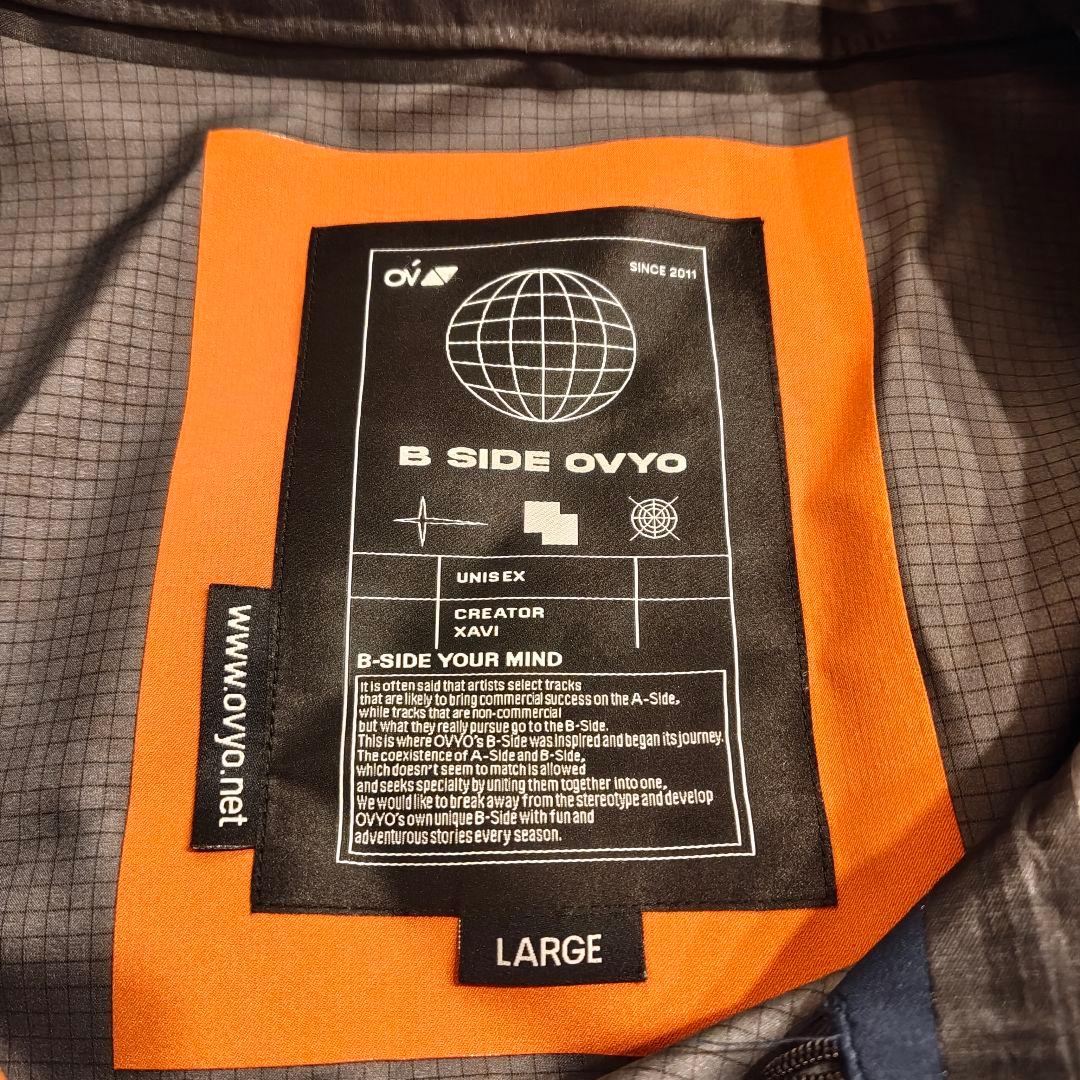 OV
SINCE 2011
B SIDE OVYO
UNISEX
CREATOR
XAVI
B-SIDE YOUR MIND
It is often said that artists select tracks
that are likely to bring commercial success on the A-Side,
while tracks that are non-commercial
but what they really pursue go to the B-Side.
This is where OVYO's B-Side was inspired and began its journey.
The coexistence of A-Side and B-Side,
which doesn't seem to match is allowed
and seeks specialty by uniting them together into one,
We would like to break away from the stereotype and develop
OVYO's own unique B-Side with fun and
adventurous stories every season.
www.ovyo.net
LARGE